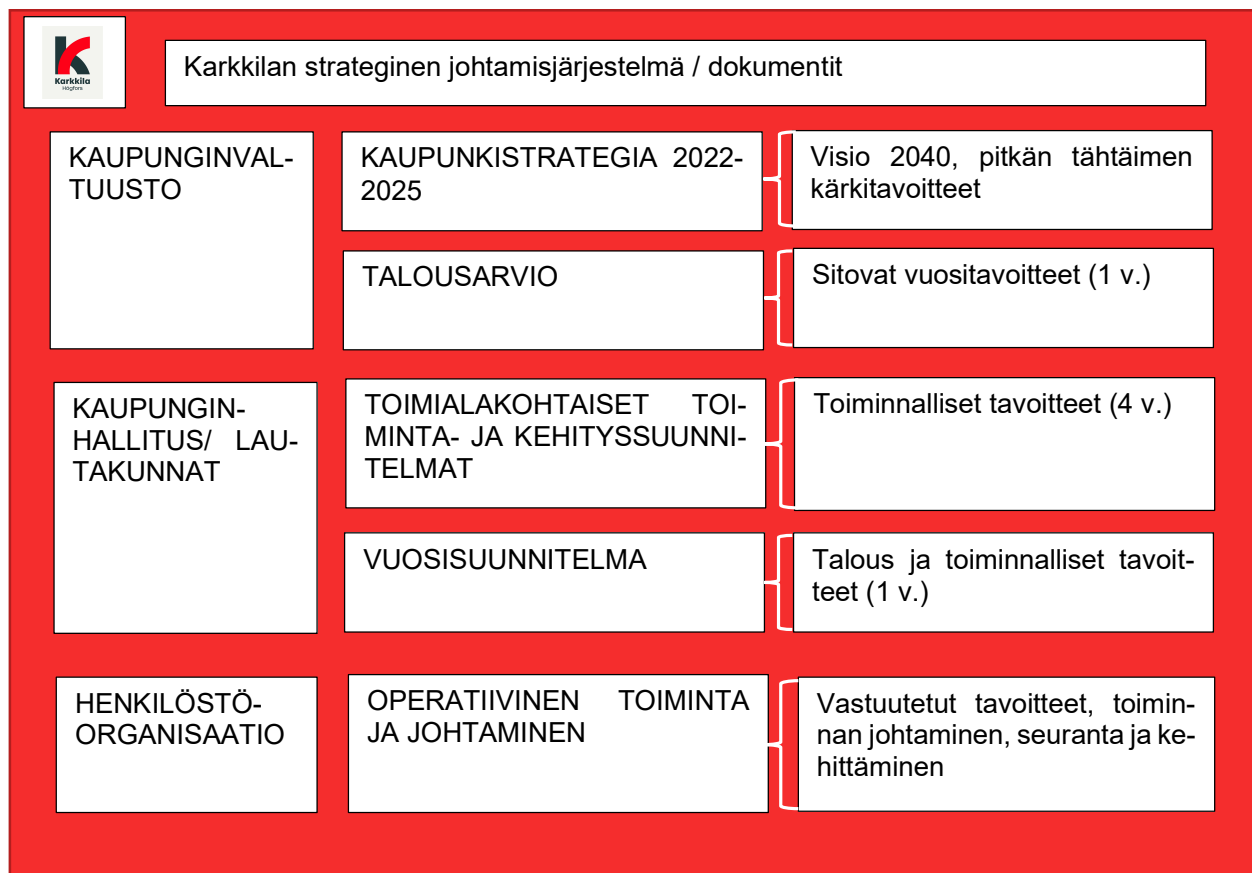 Karkkila
Högfors
Karkkilan strateginen johtamisjärjestelmä / dokumentit
KAUPUNGINVAL-
TUUSTO
KAUPUNKISTRATEGIA 2022-
2025
Visio 2040, pitkän tähtäimen
kärkitavoitteet
TALOUSARVIO
Sitovat vuositavoitteet (1 v.)
KAUPUNGIN-
HALLITUS/ LAU-
TAKUNNAT
TOIMIALAKOHTAISET TOI-
MINTA- JA KEHITYSSUUNNI-
TELMAT
Toiminnalliset tavoitteet (4 v.)
VUOSISUUNNITELMA
Talous ja toiminnalliset tavoit-
teet (1 v.)
HENKILÖSTÖ-
ORGANISAATIO
OPERATIIVINEN TOIMINTA
JA JOHTAMINEN
Vastuutetut tavoitteet, toimin-
nan johtaminen, seuranta ja ke-
hittäminen